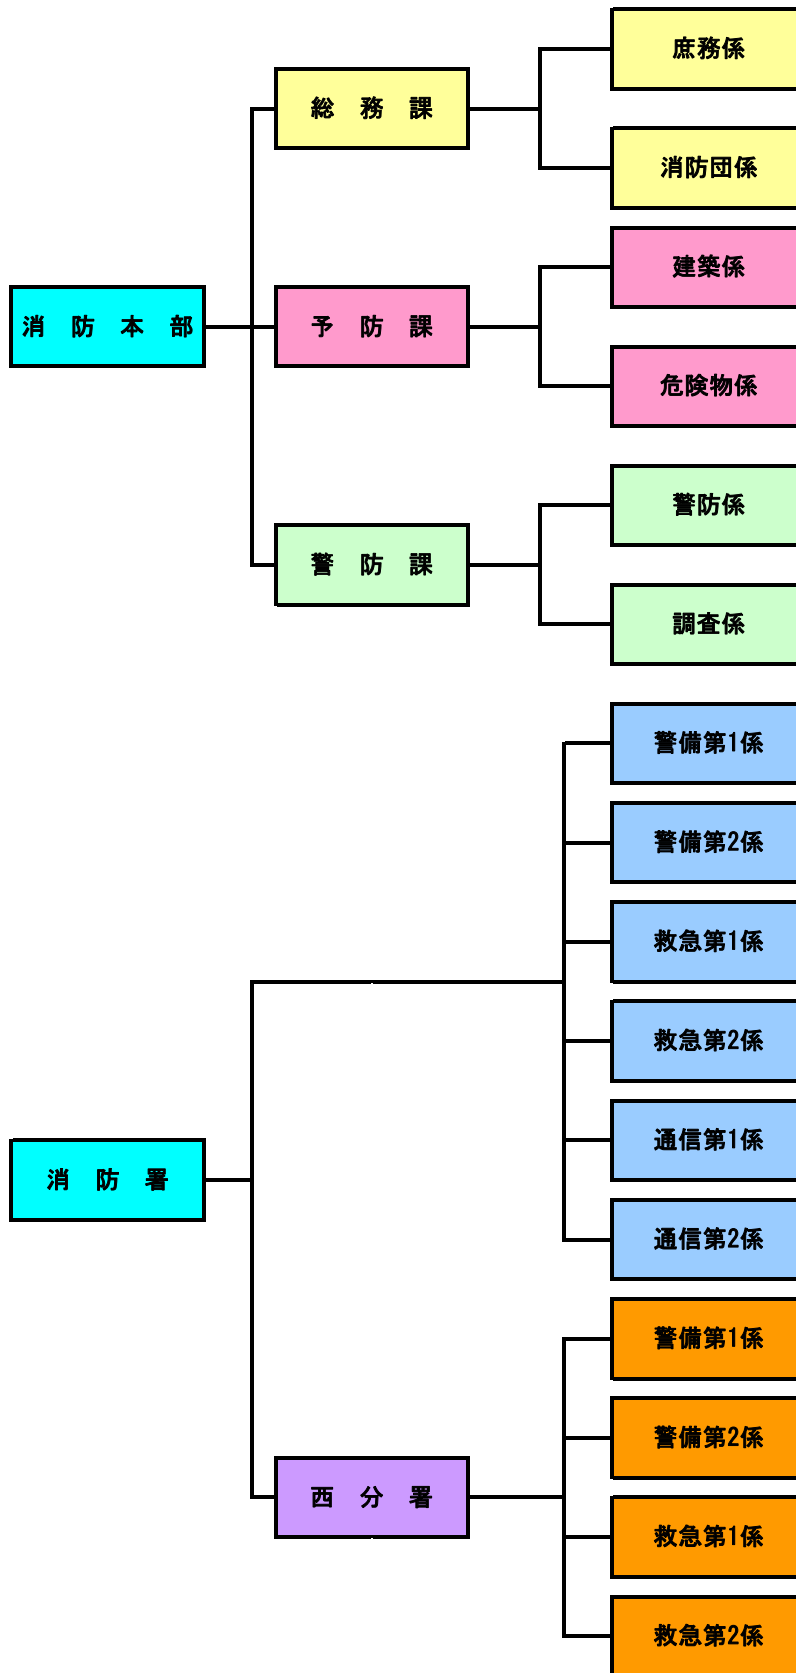 庶務係
総　務　課
消防団係
建築係
消　防　本　部
予　防　課
危険物係
警防係
警　防　課
調査係
警備第1係
警備第2係
救急第1係
救急第2係
通信第1係
消　防　署
通信第2係
警備第1係
警備第2係
西　分　署
救急第1係
救急第2係